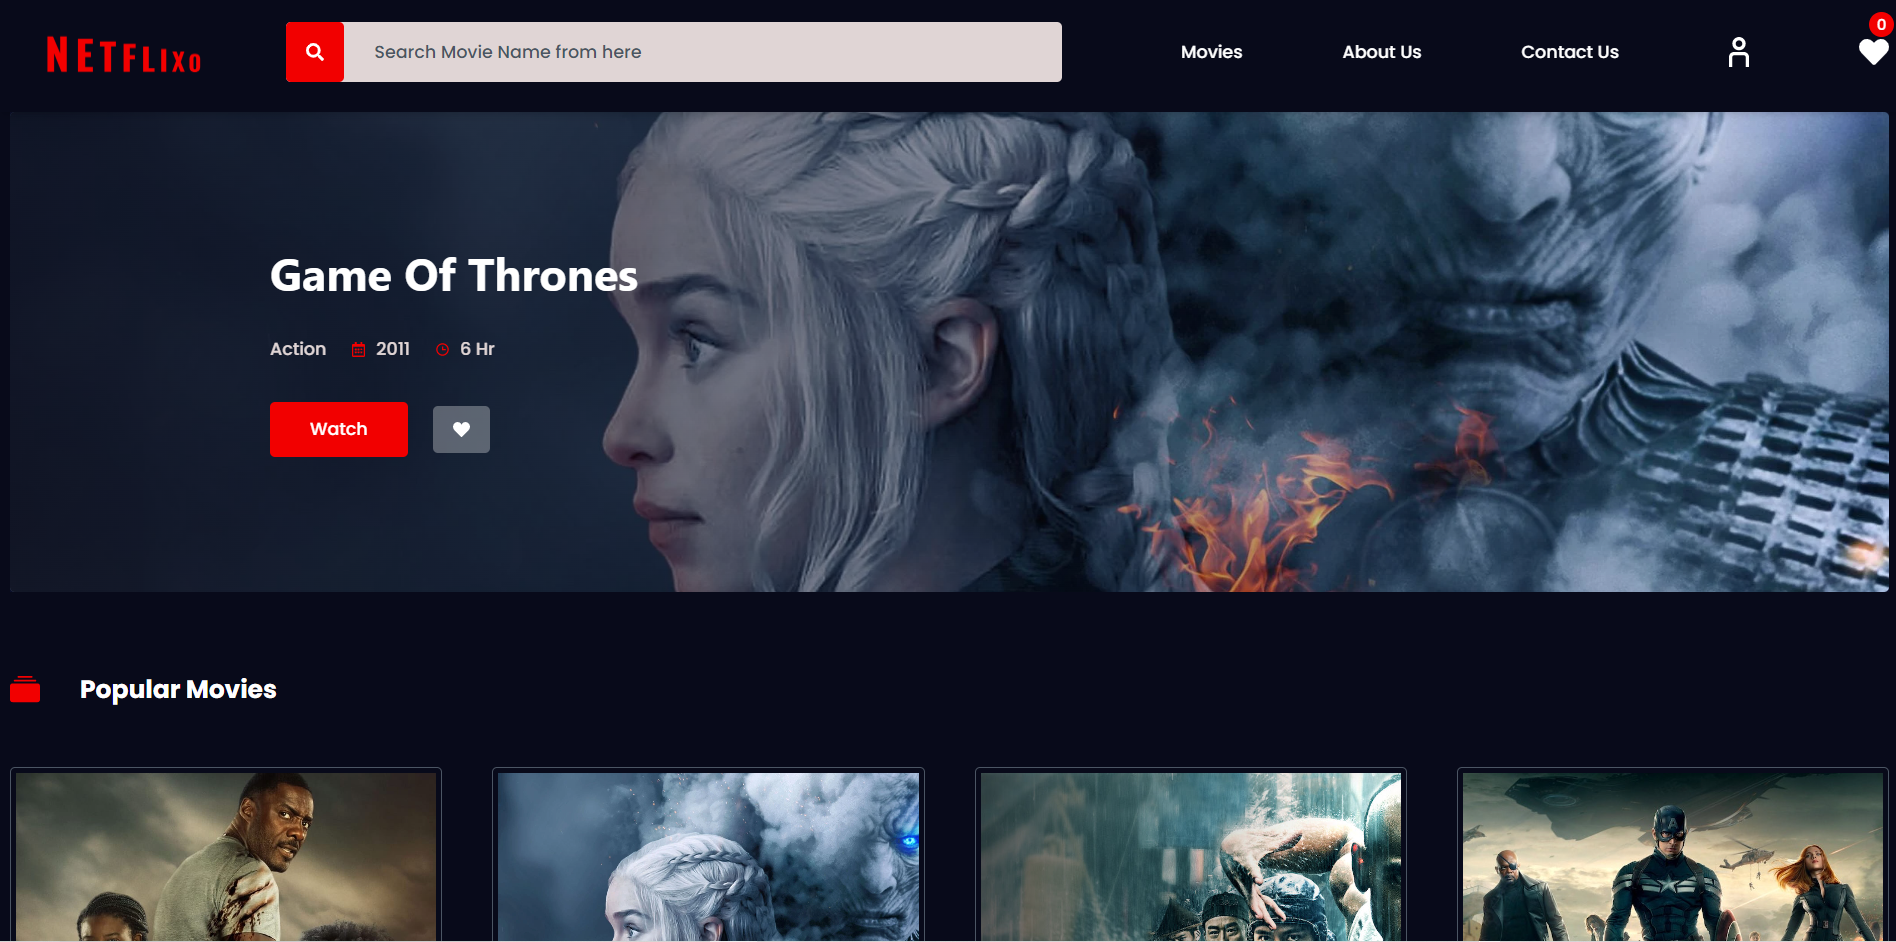 NETFLIXO
Search Movie Name from here
Movies
About Us
Contact Us
0
Game Of Thrones
Action 2011 6 Hr
Watch
Popular Movies
A